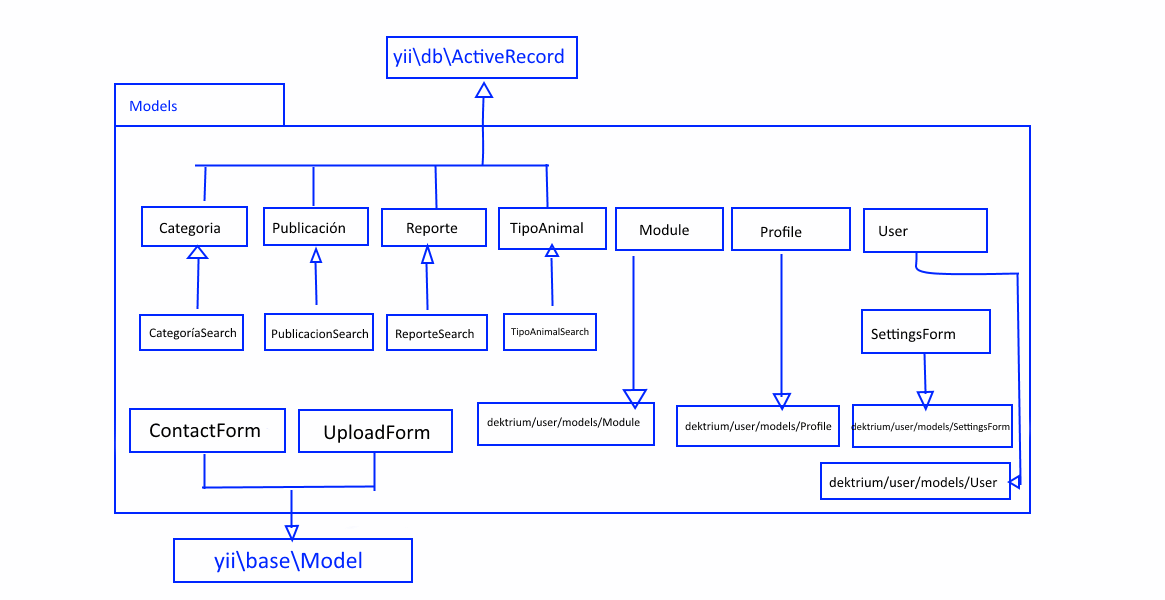 yii\db\ActiveRecord
Models
Categoria
Publicación
Reporte
TipoAnimal
Module
Profile
User
CategoríaSearch
PublicacionSearch
ReporteSearch
TipoAnimalSearch
SettingsForm
ContactForm
UploadForm
dektrium/user/models/Module
dektrium/user/models/Profile
dektrium/user/models/SettingsForm
dektrium/user/models/User
yii\base\Model